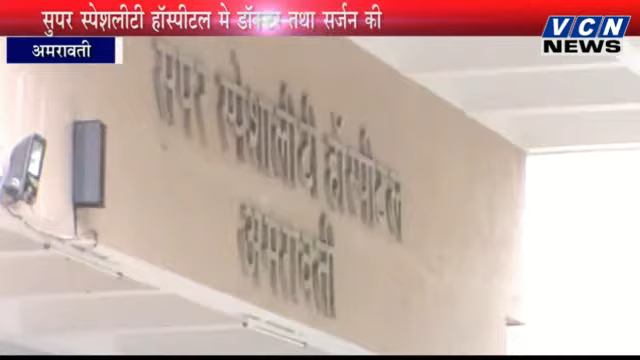 सुपर स्पेशलीटी हॉस्पीटल मे डॉक्टर तथा सर्जन की
VCN
NEWS
अमरावती
सुपर स्पेशालीटी हॉस्पीटल
अमरावती